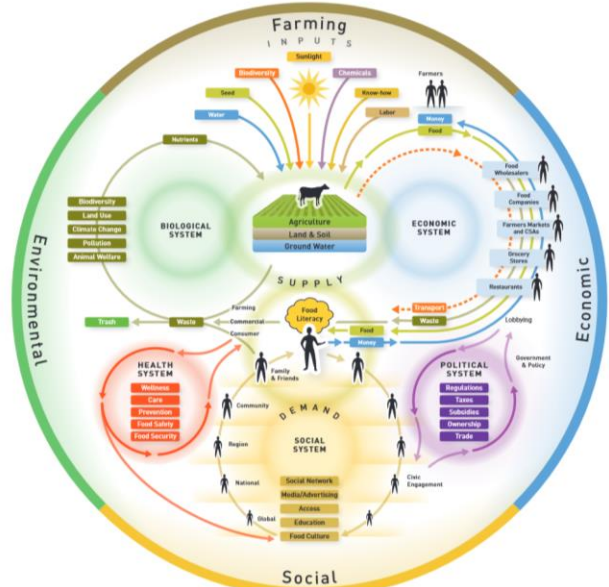 Farming
INPUTS
Sunlight
Biodiversity
Chemicals
Seed
Know-how
Water
Labor
Farmers
Money
Food
Nutrients
Food
Wholesalers
Food
Companies
Farmers Markets
and CSAs
Grocery
Stores
Restaurants
Biodiversity
Land Use
Climate Change
Pollution
Animal Welfare
BIOLOGICAL
SYSTEM
Agriculture
Land & Soil
Ground Water
ECONOMIC
SYSTEM
Environmental
Economic
SUPPLY
Food
Literacy
Farming
Commercial
Consumer
Trash
Waste
Transport
Waste
Food
Money
Lobbying
Government
& Policy
HEALTH
SYSTEM
Wellness
Care
Prevention
Food Safety
Food Security
Family
& Friends
Community
Region
National
Global
DEMAND
SOCIAL
SYSTEM
Social Network
Media/Advertising
Access
Education
Food Culture
POLITICAL
SYSTEM
Regulations
Taxes
Subsidies
Ownership
Trade
Civic
Engagement
Social